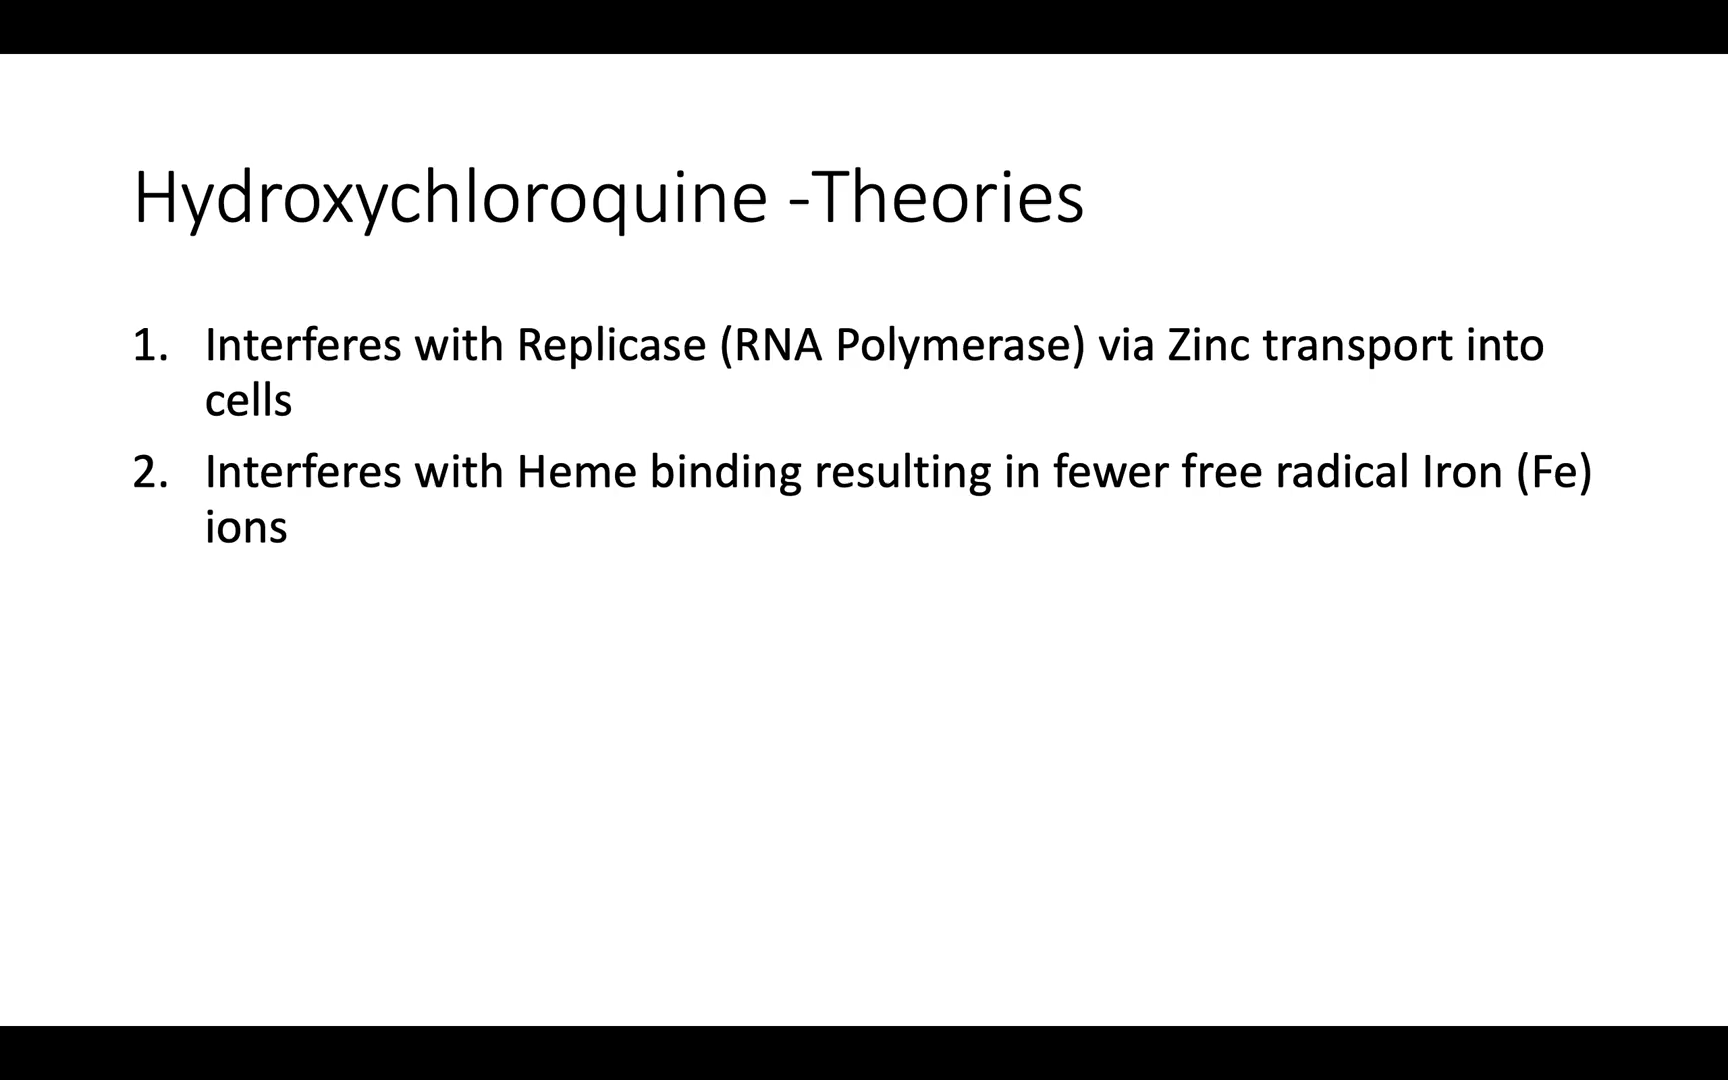 Hydroxychloroquine -Theories
1. Interferes with Replicase (RNA Polymerase) via Zinc transport into
cells
2. Interferes with Heme binding resulting in fewer free radical Iron (Fe)
ions